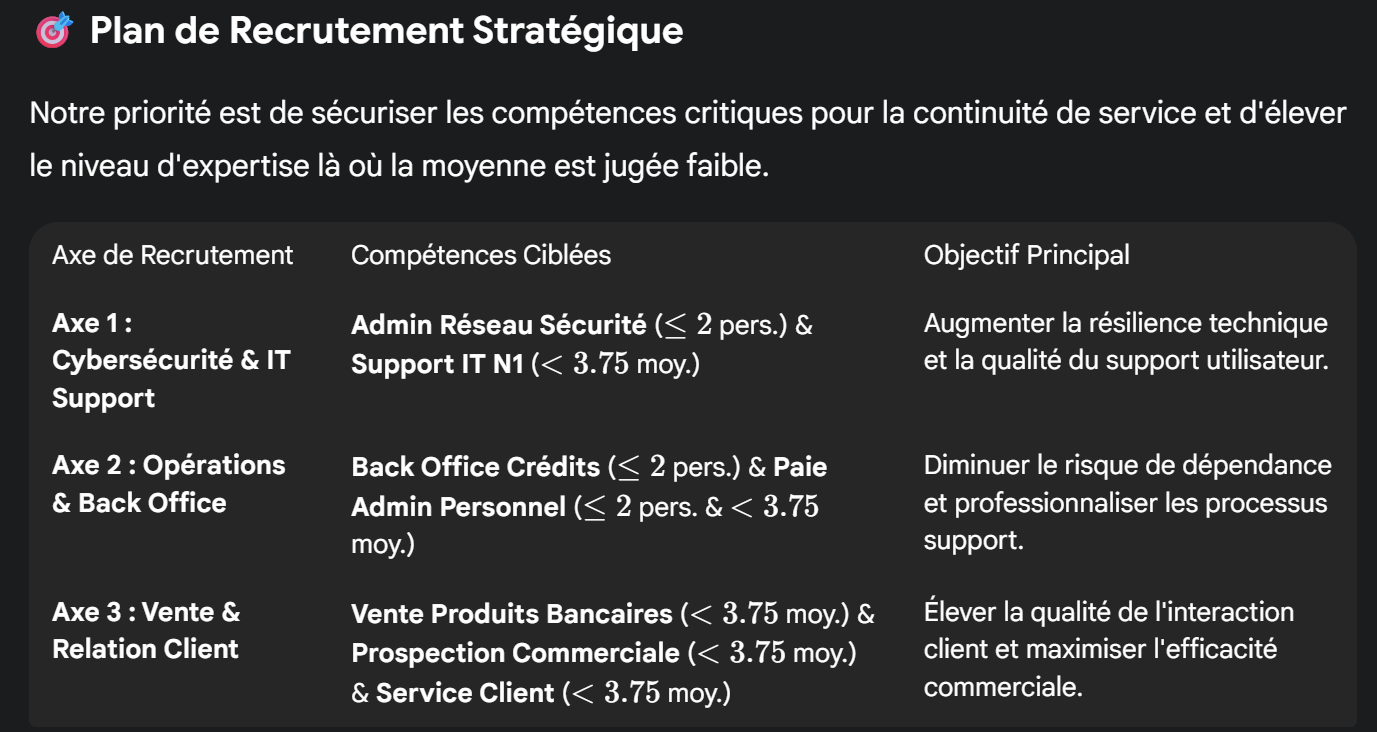 🎯 Plan de Recrutement Stratégique
Notre priorité est de sécuriser les compétences critiques pour la continuité de service et d'élever
le niveau d'expertise là où la moyenne est jugée faible.
Axe de Recrutement
Compétences Ciblées
Objectif Principal
Axe 1 :
Cybersécurité & IT
Support
Admin Réseau Sécurité (≤ 2 pers.) &
Support IT N1 (< 3.75 moy.)
Augmenter la résilience technique
et la qualité du support utilisateur.
Axe 2 : Opérations
& Back Office
Back Office Crédits (≤ 2 pers.) & Paie
Admin Personnel (≤ 2 pers. & < 3.75
moy.)
Diminuer le risque de dépendance
et professionnaliser les processus
support.
Axe 3 : Vente &
Relation Client
Vente Produits Bancaires (< 3.75 moy.) &
Prospection Commerciale (< 3.75 moy.)
& Service Client (< 3.75 moy.)
Élever la qualité de l'interaction
client et maximiser l'efficacité
commerciale.